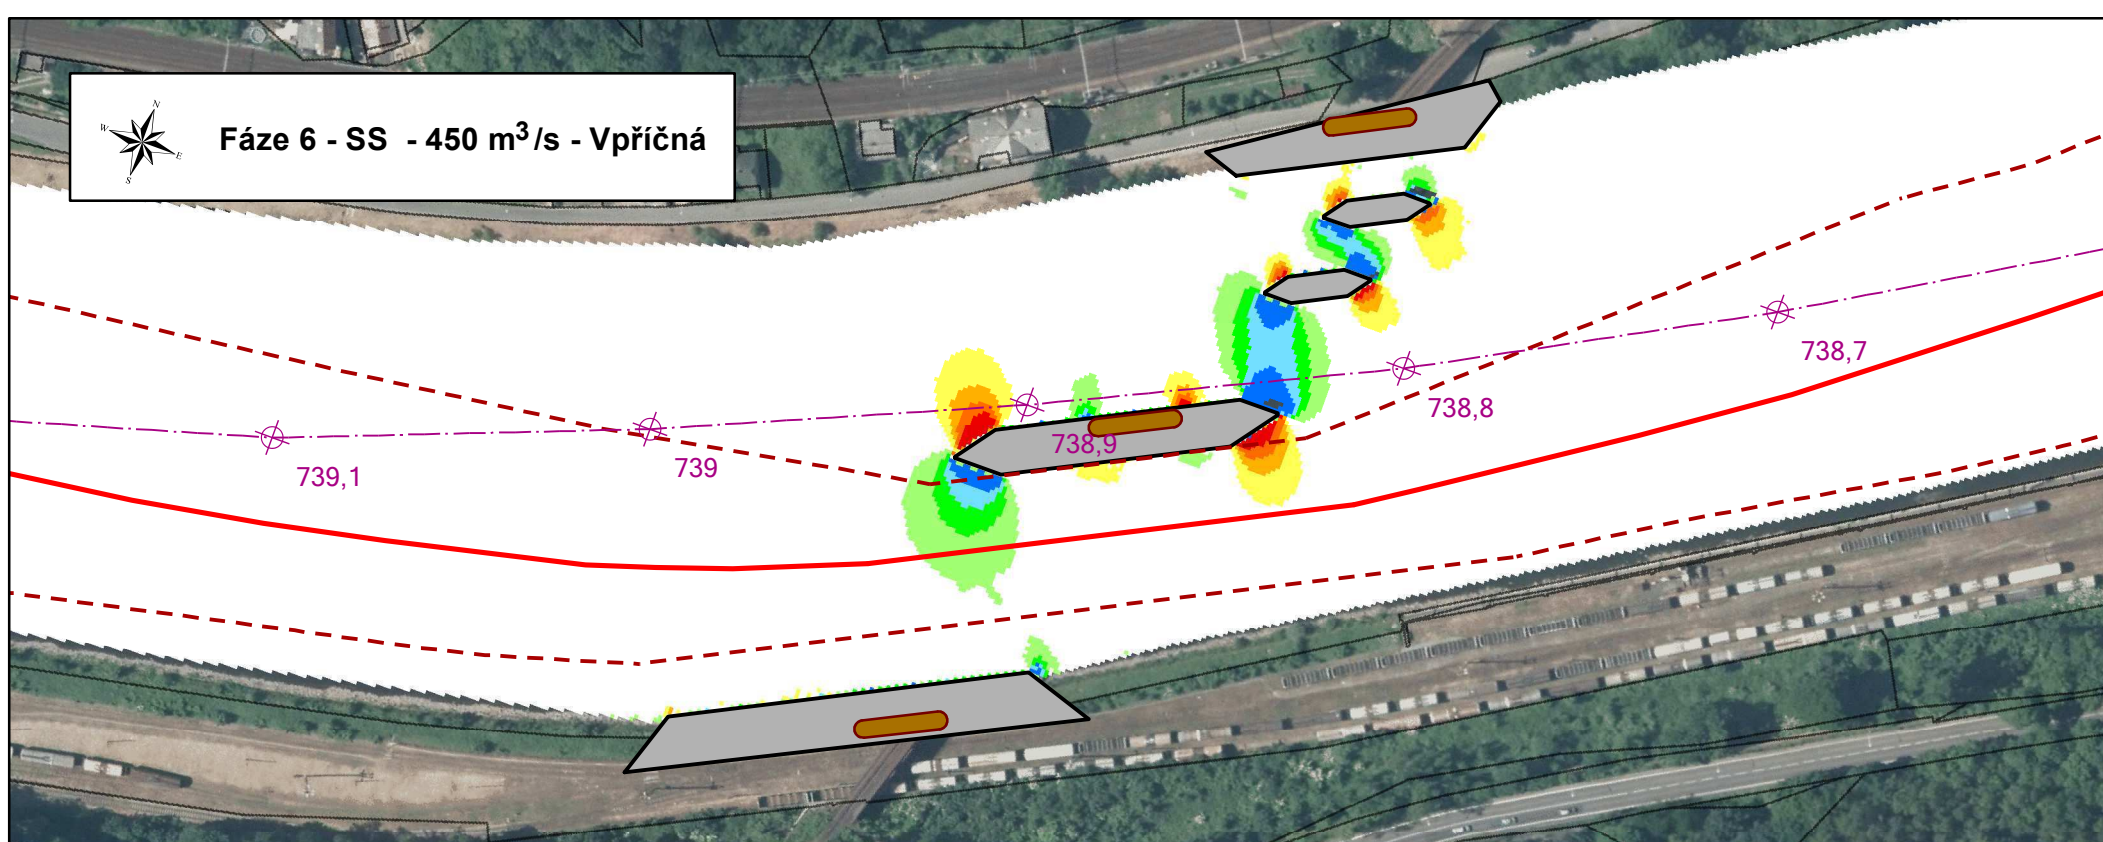 N
W
E
S
Fáze 6 - SS  - 450 m³/s - Vpříčná
738,7
738,8
738,9
739
739,1